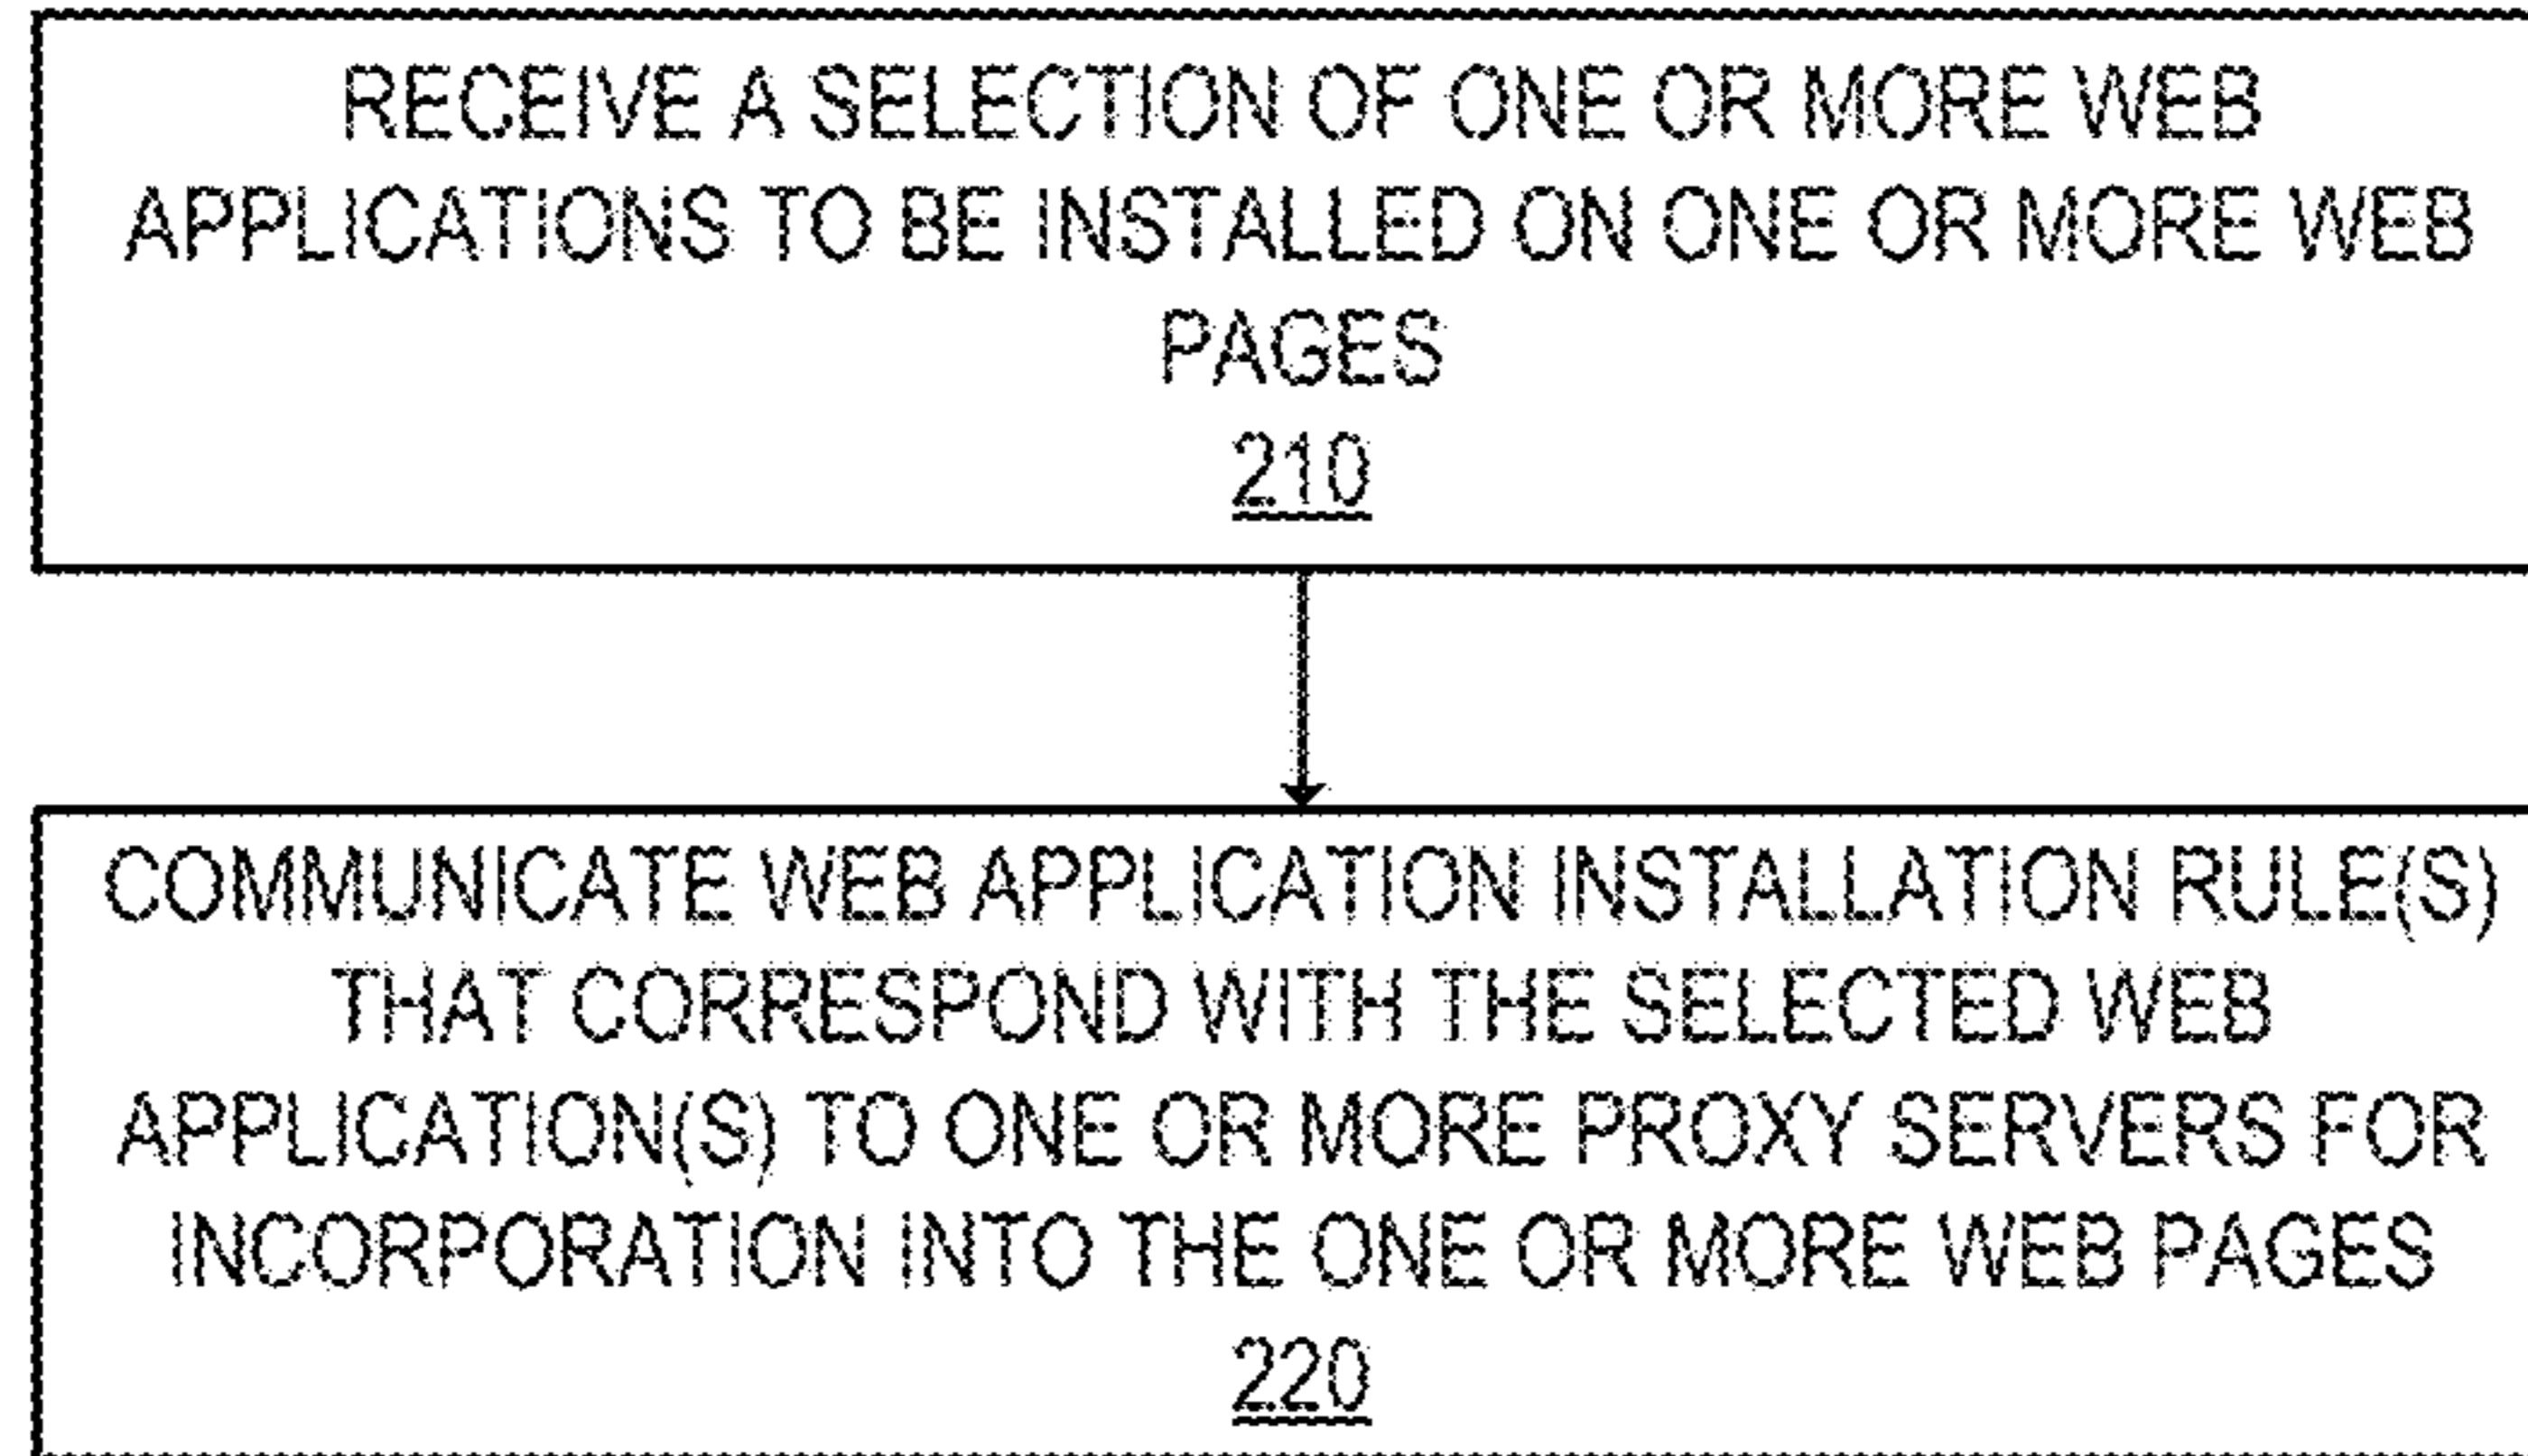 RECEIVE A SELECTION OF ONE OR MORE WEB
APPLICATIONS TO BE INSTALLED ON ONE OR MORE WEB
PAGES
210
COMMUNICATE WEB APPLICATION INSTALLATION RULE(S)
THAT CORRESPOND WITH THE SELECTED WEB
APPLICATION(S) TO ONE OR MORE PROXY SERVERS FOR
INCORPORATION INTO THE ONE OR MORE WEB PAGES
220